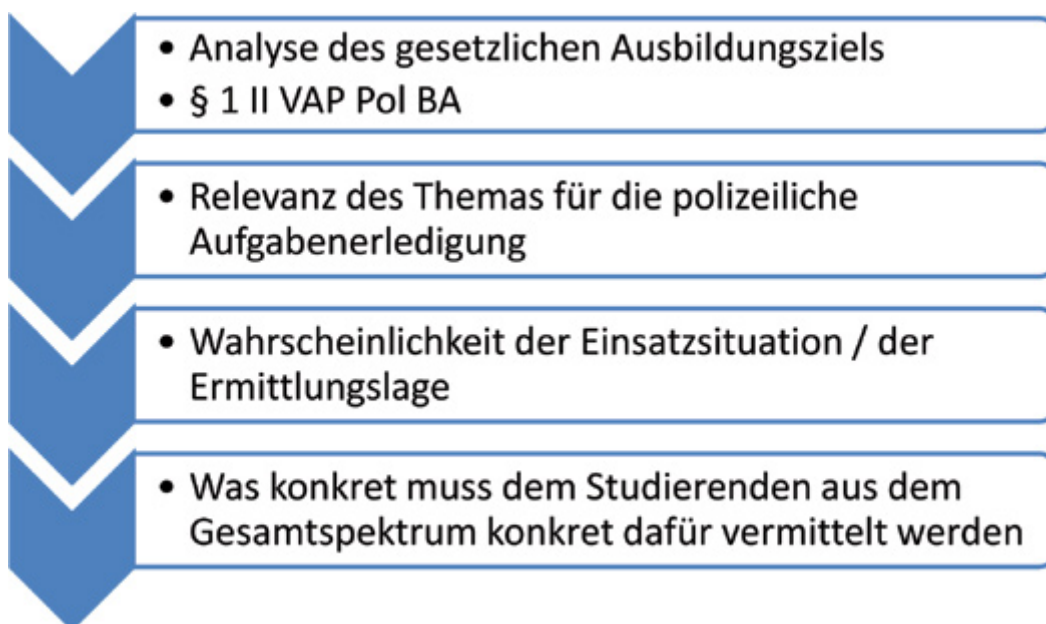 • Analyse des gesetzlichen Ausbildungsziels
• § 1 II VAP Pol BA
• Relevanz des Themas für die polizeiliche
Aufgabenerledigung
• Wahrscheinlichkeit der Einsatzsituation / der
Ermittlungslage
• Was konkret muss dem Studierenden aus dem
Gesamtspektrum konkret dafür vermittelt werden